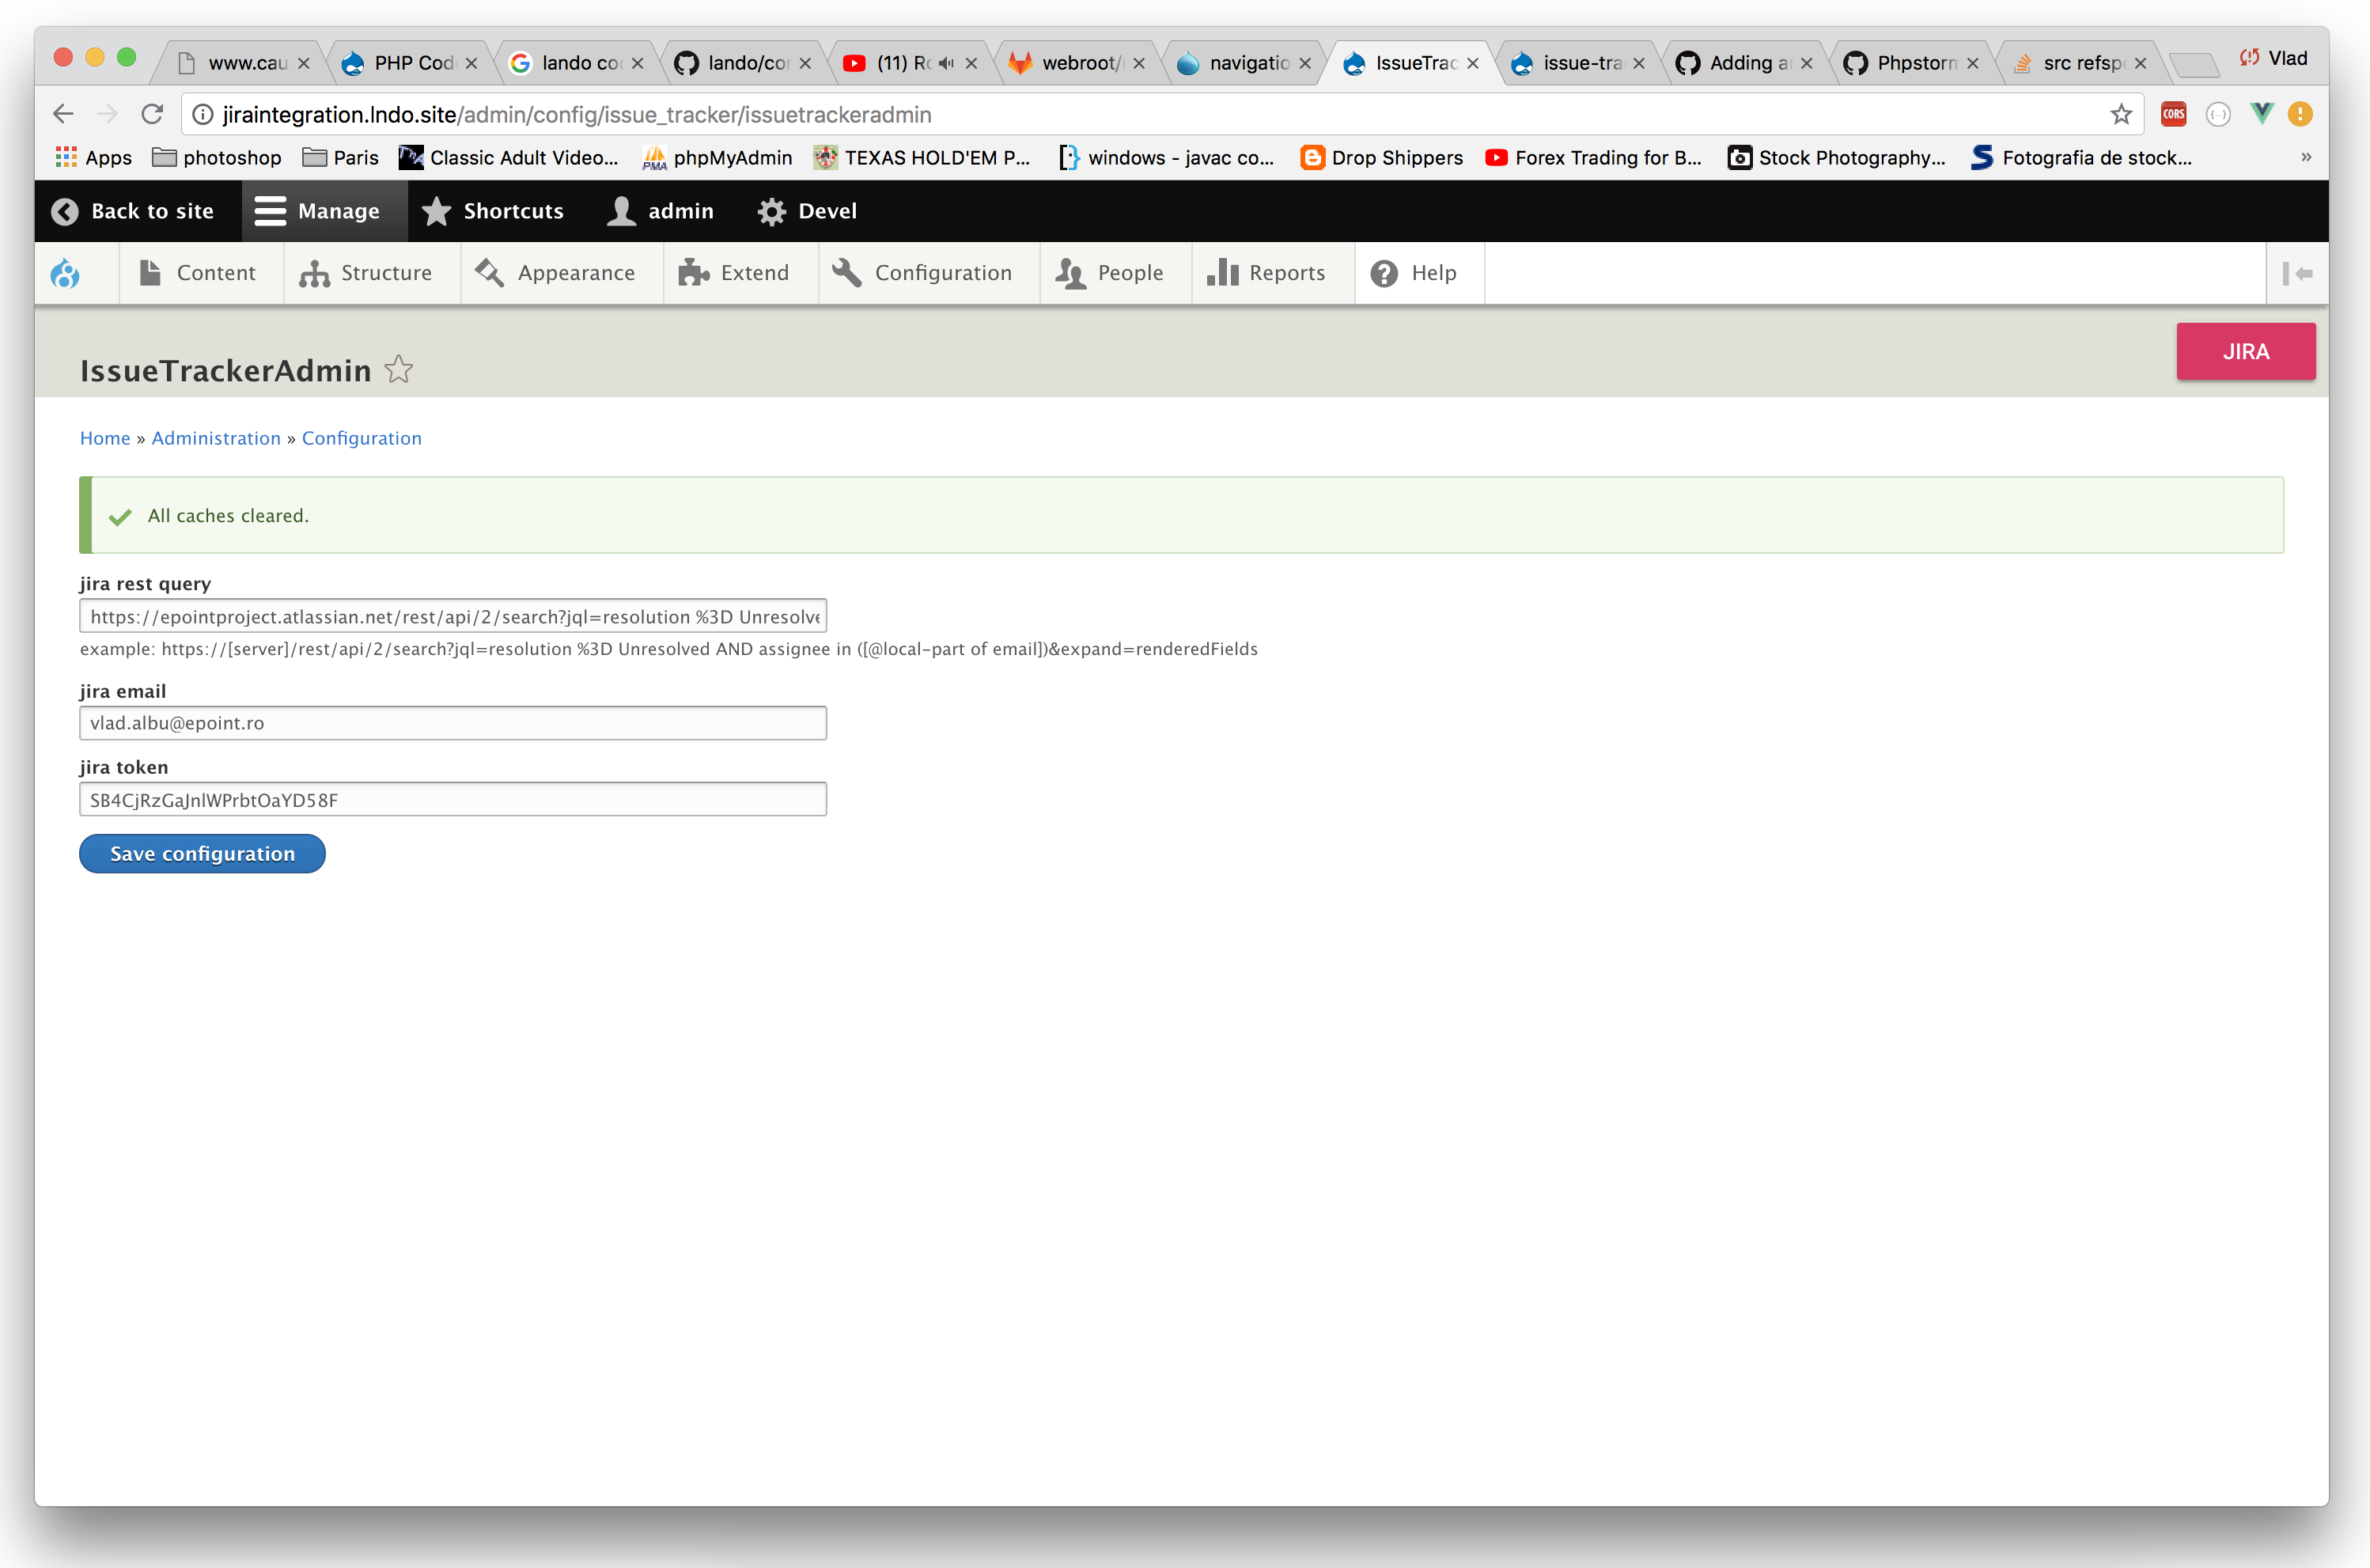 www.cau
PHP Cod
lando co
lando/cor
(11) Ro
webroot/
navigatio
IssueTrac
issue-tra
Adding a
Phpstorm
src refsp
Vlad
jiraintegration.lndo.site/admin/config/issue_tracker/issuetrackeradmin
CORS
Apps
photoshop
Paris
Classic Adult Video...
PMA
phpMyAdmin
TEXAS HOLD'EM P...
windows - javac co...
Drop Shippers
Forex Trading for B...
Stock Photography...
Fotografia de stock...
»
Back to site
Manage
Shortcuts
admin
Devel
Content
Structure
Appearance
Extend
Configuration
People
Reports
Help
IssueTrackerAdmin
JIRA
Home » Administration » Configuration
All caches cleared.
jira rest query
https://epointproject.atlassian.net/rest/api/2/search?jql=resolution %3D Unresolve
example: https://[server]/rest/api/2/search?jql=resolution %3D Unresolved AND assignee in ([@local-part of email])&expand=renderedFields
jira email
vlad.albu@epoint.ro
jira token
SB4CjRzGaJnlWPrbtOaYD58F
Save configuration